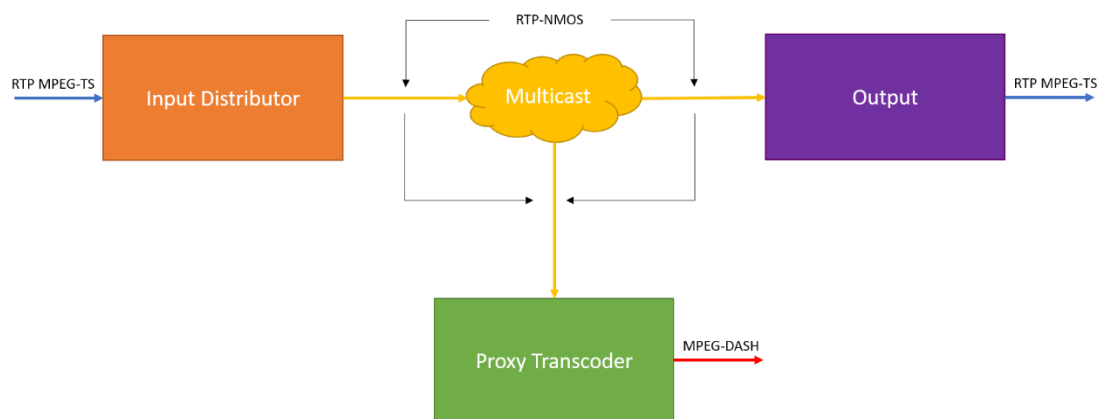 RTP-NMOS
RTP MPEG-TS
Input Distributor
Multicast
Output
RTP MPEG-TS
Proxy Transcoder
MPEG-DASH